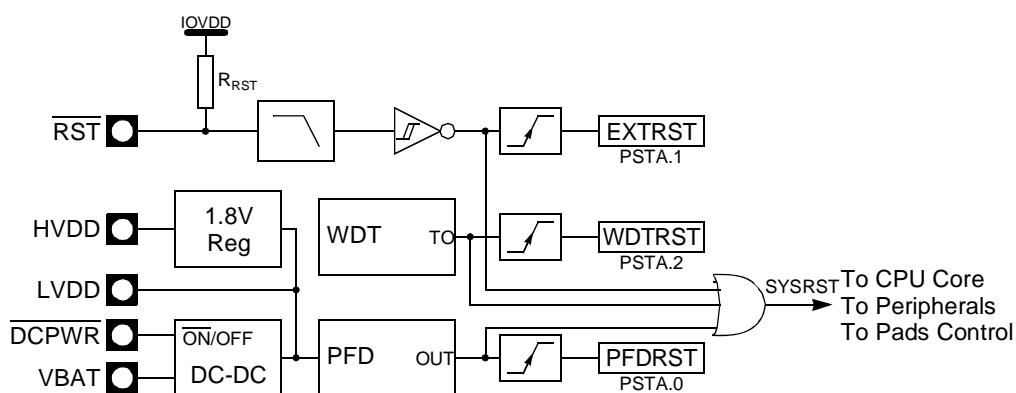 IOVDD
RRST
RST
EXTRST
PSTA.1
HVDD
1.8V
Reg
WDT
TO
WDTRST
PSTA.2
LVDD
SYSRST
To CPU Core
To Peripherals
To Pads Control
DCPWR
ON/OFF
DC-DC
VBAT
PFD
OUT
PFDRST
PSTA.0